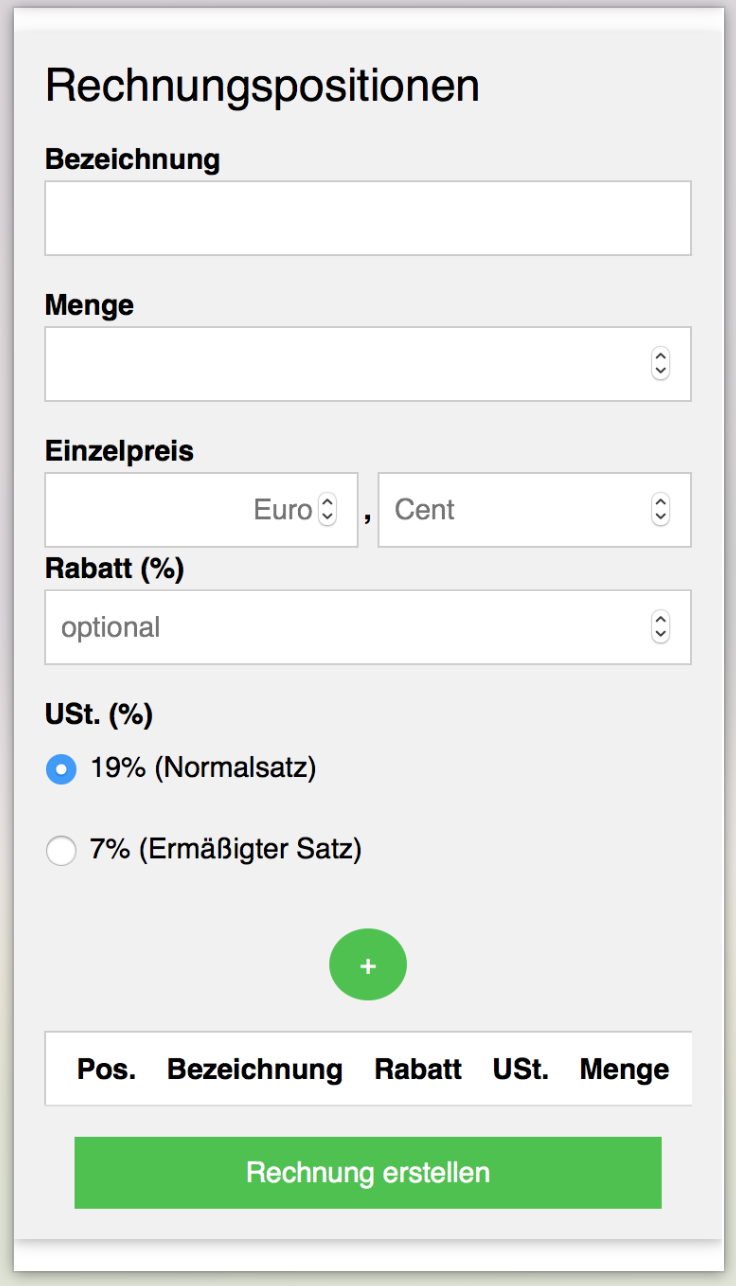 Rechnungspositionen
Bezeichnung
Menge
Einzelpreis
Euro , Cent
Rabatt (%)
optional
USt. (%)
19% (Normalsatz)
7% (Ermäßigter Satz)
+
Pos. Bezeichnung Rabatt USt. Menge
Rechnung erstellen